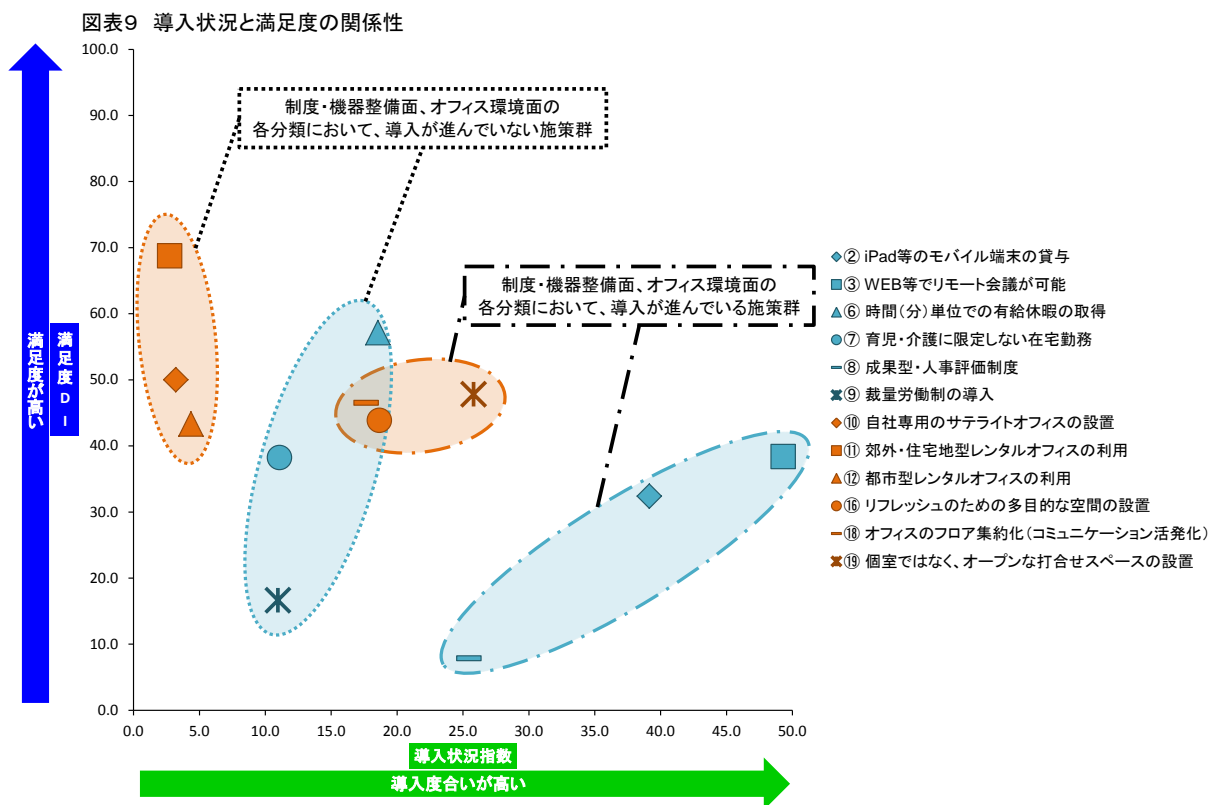 図表9 導入状況と満足度の関係性
100.0
90.0
80.0
70.0
60.0
50.0
40.0
30.0
20.0
10.0
0.0
0.0 5.0 10.0 15.0 20.0 25.0 30.0 35.0 40.0 45.0 50.0
満足度が高い
満足度DI
制度・機器整備面、オフィス環境面の
各分類において、導入が進んでいない施策群
制度・機器整備面、オフィス環境面の
各分類において、導入が進んでいる施策群
② iPad等のモバイル端末の貸与
③ WEB等でリモート会議が可能
⑥ 時間(分)単位での有給休暇の取得
⑦ 育児・介護に限定しない在宅勤務
⑧ 成果型・人事評価制度
⑨ 裁量労働制の導入
⑩ 自社専用のサテライトオフィスの設置
⑪ 郊外・住宅地型レンタルオフィスの利用
⑫ 都市型レンタルオフィスの利用
⑯ リフレッシュのための多目的な空間の設置
⑱ オフィスのフロア集約化(コミュニケーション活発化)
⑲ 個室ではなく、オープンな打合せスペースの設置
導入状況指数
導入度合いが高い